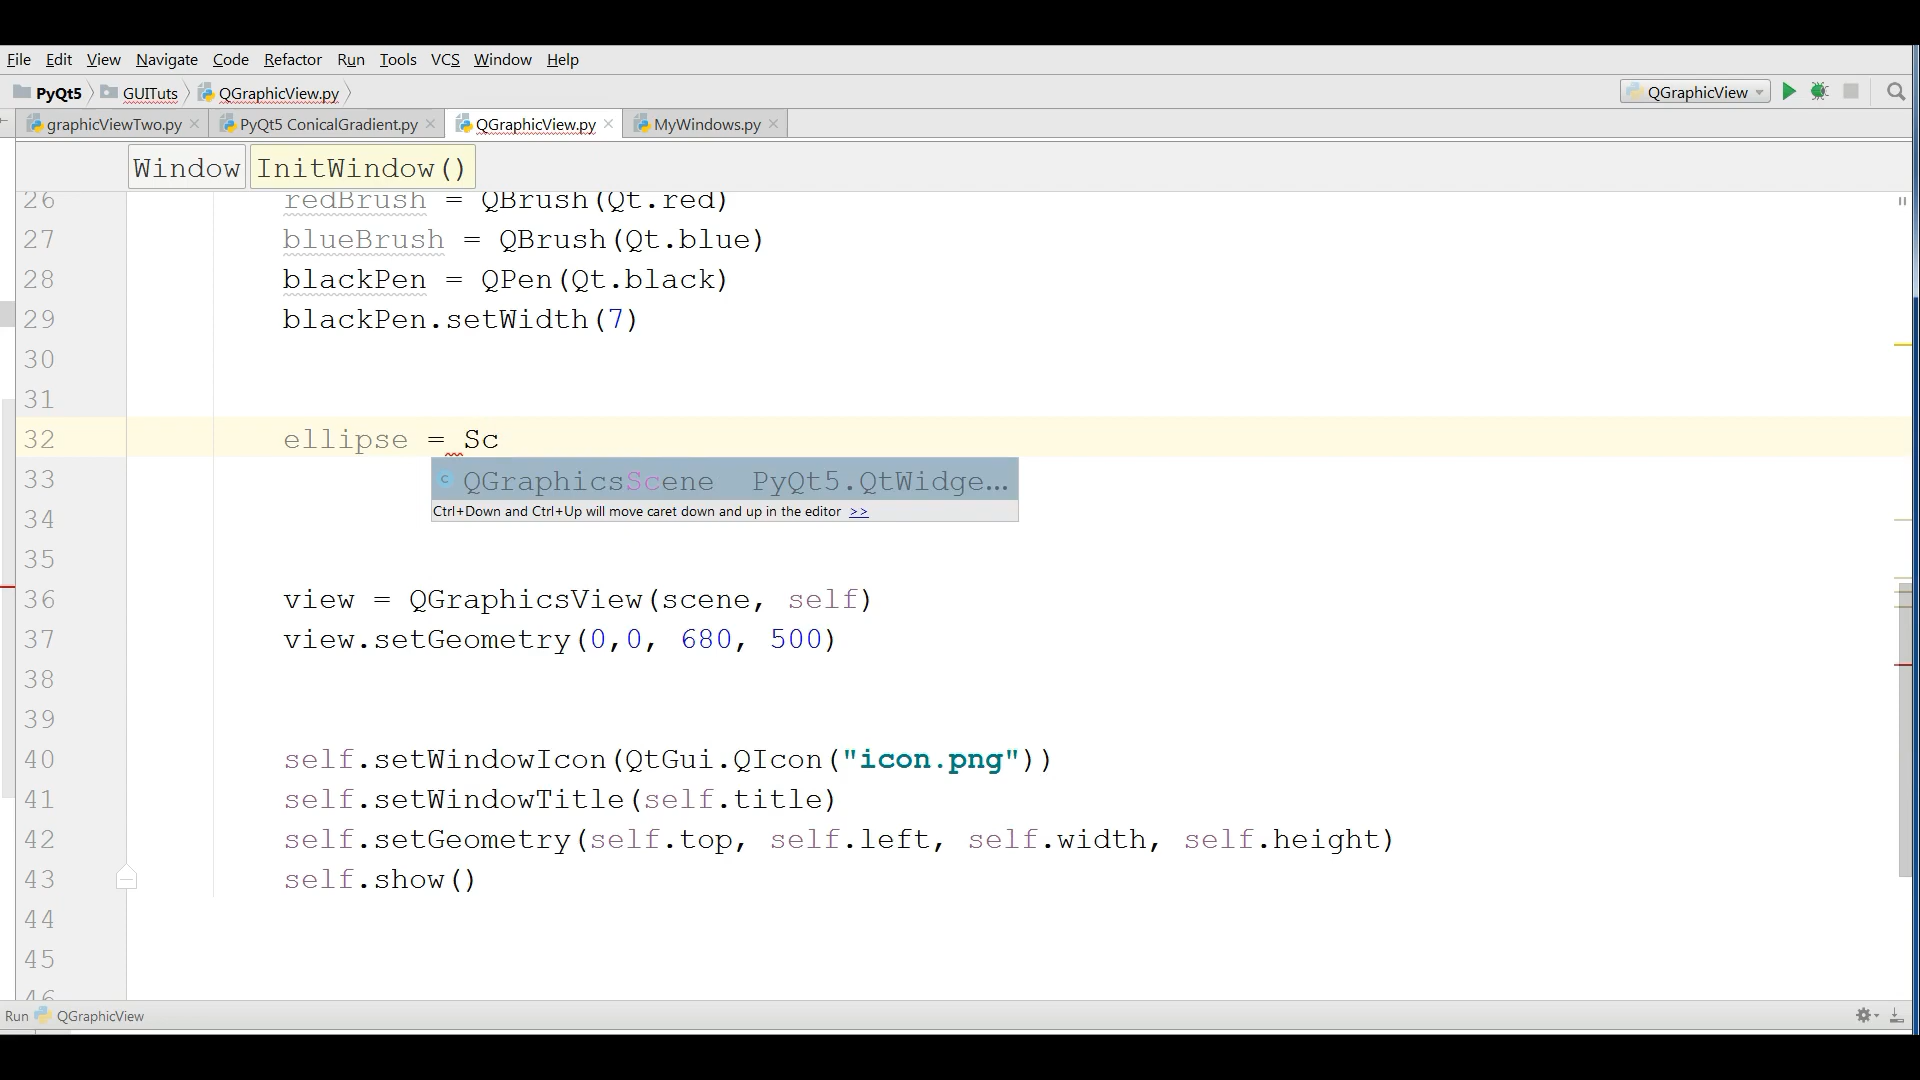 File Edit View Navigate Code Refactor Run Tools VCS Window Help
PyQt5 GUITuts QGraphicView.py QGraphicView
graphicViewTwo.py PyQt5 ConicalGradient.py QGraphicView.py MyWindows.py
Window InitWindow()
26 redBrush = QBrush(Qt.red)
27 blueBrush = QBrush(Qt.blue)
28 blackPen = QPen(Qt.black)
29 blackPen.setWidth(7)
30
31
32 ellipse = Sc
33 QGraphicsScene PyQt5.QtWidge...
Ctrl+Down and Ctrl+Up will move caret down and up in the editor >>
34
35
36 view = QGraphicsView(scene, self)
37 view.setGeometry(0,0, 680, 500)
38
39
40 self.setWindowIcon(QtGui.QIcon("icon.png"))
41 self.setWindowTitle(self.title)
42 self.setGeometry(self.top, self.left, self.width, self.height)
43 self.show()
44
45
46
Run QGraphicView